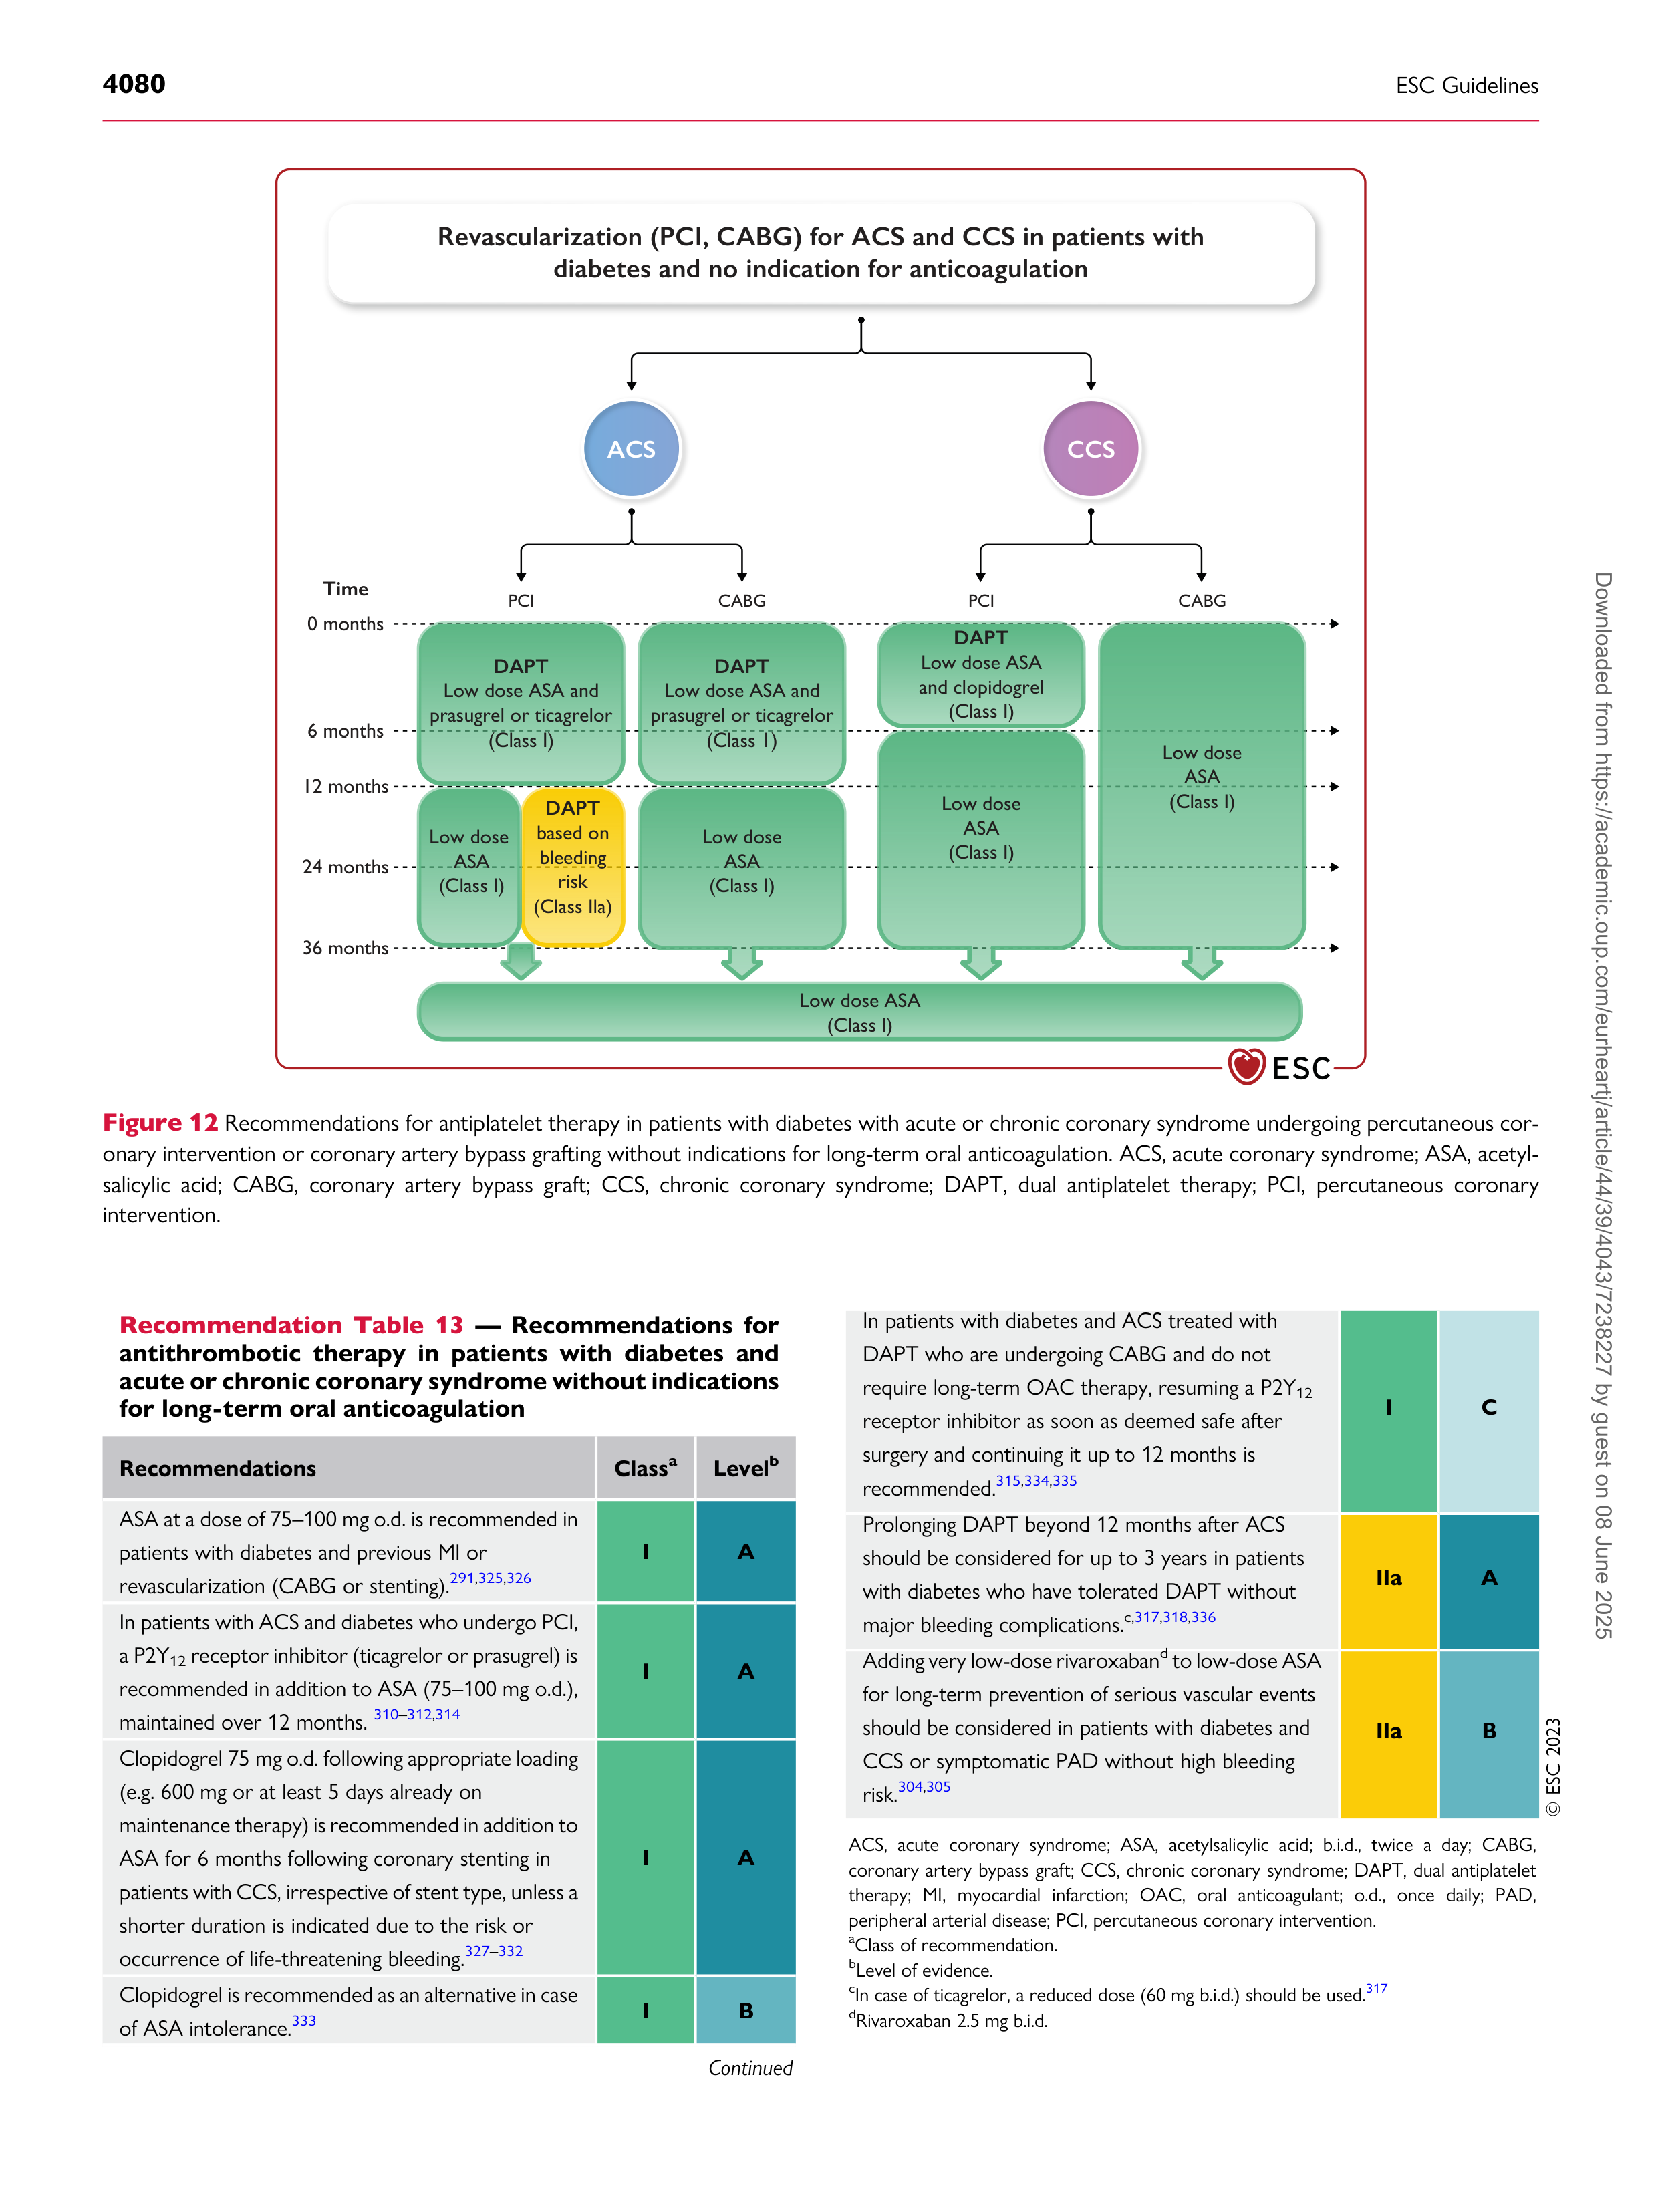 4080
ESC Guidelines
Revascularization (PCI, CABG) for ACS and CCS in patients with
diabetes and no indication for anticoagulation
ACS
CCS
Time
PCI
CABG
PCI
CABG
0 months
DAPT
Low dose ASA and
prasugrel or ticagrelor
(Class I)
DAPT
Low dose ASA and
prasugrel or ticagrelor
(Class 1)
DAPT
Low dose ASA
and clopidogrel
(Class I)
Low dose
ASA
(Class I)
6 months
12 months
Low dose
ASA
(Class I)
DAPT
based on
bleeding
risk
(Class IIa)
Low dose
ASA
(Class I)
Low dose
ASA
(Class I)
24 months
36 months
Low dose ASA
(Class I)
ESC
Figure 12 Recommendations for antiplatelet therapy in patients with diabetes with acute or chronic coronary syndrome undergoing percutaneous cor-
onary intervention or coronary artery bypass grafting without indications for long-term oral anticoagulation. ACS, acute coronary syndrome; ASA, acetyl-
salicylic acid; CABG, coronary artery bypass graft; CCS, chronic coronary syndrome; DAPT, dual antiplatelet therapy; PCI, percutaneous coronary
intervention.
Recommendation Table 13 — Recommendations for
antithrombotic therapy in patients with diabetes and
acute or chronic coronary syndrome without indications
for long-term oral anticoagulation
Recommendations Classᵃ Levelᵇ
ASA at a dose of 75–100 mg o.d. is recommended in
patients with diabetes and previous MI or
revascularization (CABG or stenting).291,325,326
I A
In patients with ACS and diabetes who undergo PCI,
a P2Y12 receptor inhibitor (ticagrelor or prasugrel) is
recommended in addition to ASA (75–100 mg o.d.),
maintained over 12 months. 310–312,314
I A
Clopidogrel 75 mg o.d. following appropriate loading
(e.g. 600 mg or at least 5 days already on
maintenance therapy) is recommended in addition to
ASA for 6 months following coronary stenting in
patients with CCS, irrespective of stent type, unless a
shorter duration is indicated due to the risk or
occurrence of life-threatening bleeding.327–332
I A
Clopidogrel is recommended as an alternative in case
of ASA intolerance.333
I B
Continued
In patients with diabetes and ACS treated with
DAPT who are undergoing CABG and do not
require long-term OAC therapy, resuming a P2Y12
receptor inhibitor as soon as deemed safe after
surgery and continuing it up to 12 months is
recommended.315,334,335
I C
Prolonging DAPT beyond 12 months after ACS
should be considered for up to 3 years in patients
with diabetes who have tolerated DAPT without
major bleeding complications.c,317,318,336
IIa A
Adding very low-dose rivaroxabanᵈ to low-dose ASA
for long-term prevention of serious vascular events
should be considered in patients with diabetes and
CCS or symptomatic PAD without high bleeding
risk.304,305
IIa B
© ESC 2023
ACS, acute coronary syndrome; ASA, acetylsalicylic acid; b.i.d., twice a day; CABG,
coronary artery bypass graft; CCS, chronic coronary syndrome; DAPT, dual antiplatelet
therapy; MI, myocardial infarction; OAC, oral anticoagulant; o.d., once daily; PAD,
peripheral arterial disease; PCI, percutaneous coronary intervention.
ᵃClass of recommendation.
ᵇLevel of evidence.
ᶜIn case of ticagrelor, a reduced dose (60 mg b.i.d.) should be used.317
ᵈRivaroxaban 2.5 mg b.i.d.
Downloaded from https://academic.oup.com/eurheartj/article/44/39/4043/7238227 by guest on 08 June 2025